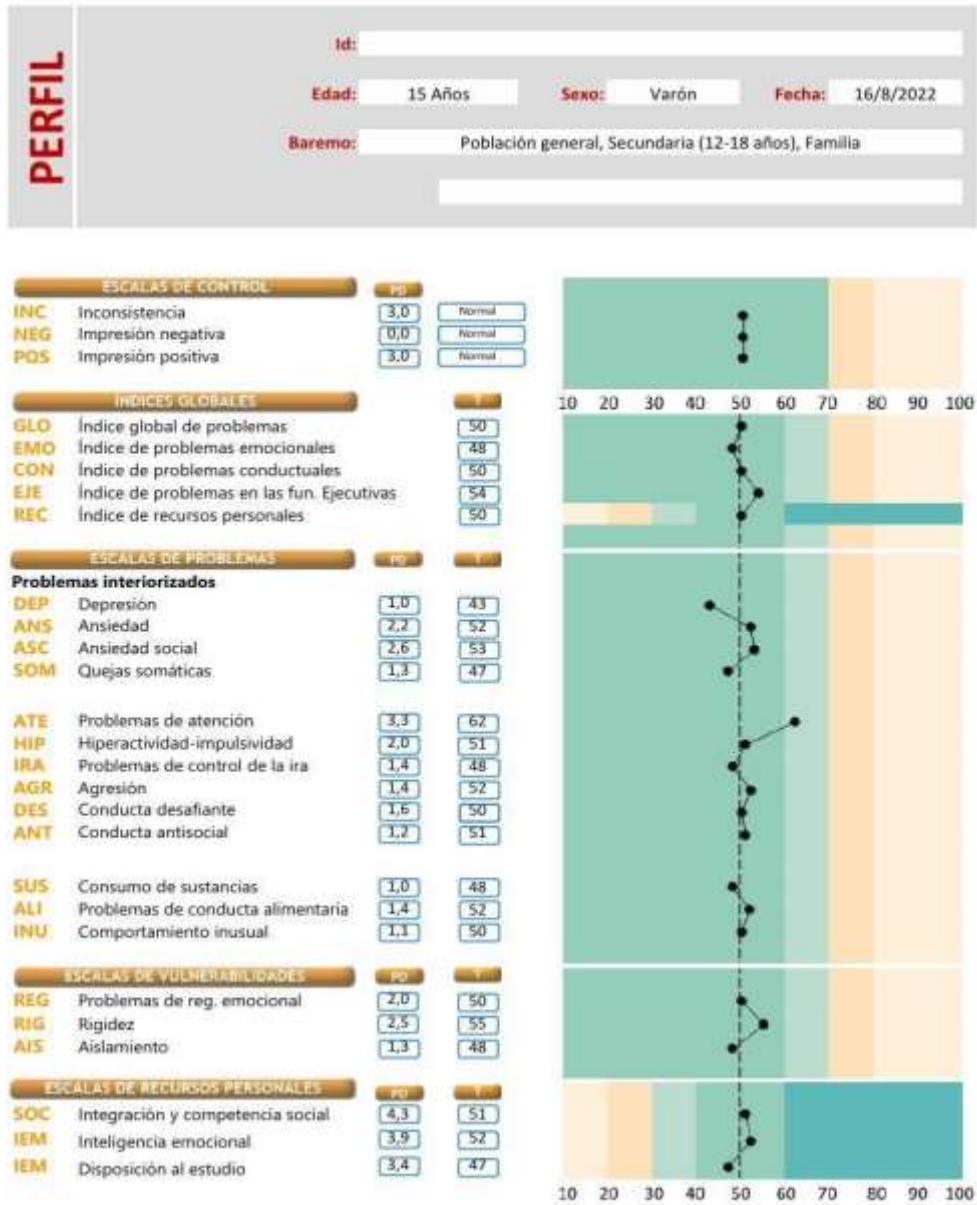 PERFIL
Id:
Edad: 15 Años Sexo: Varón Fecha: 16/8/2022
Baremo: Población general, Secundaria (12-18 años), Familia
ESCALAS DE CONTROL PD
INC Inconsistencia 3,0 Normal
NEG Impresión negativa 0,0 Normal
POS Impresión positiva 3,0 Normal
ÍNDICES GLOBALES T 10 20 30 40 50 60 70 80 90 100
GLO Índice global de problemas 50
EMO Índice de problemas emocionales 48
CON Índice de problemas conductuales 50
EJE Índice de problemas en las fun. Ejecutivas 54
REC Índice de recursos personales 50
ESCALAS DE PROBLEMAS PD T
Problemas interiorizados
DEP Depresión 1,0 43
ANS Ansiedad 2,2 52
ASC Ansiedad social 2,6 53
SOM Quejas somáticas 1,3 47
ATE Problemas de atención 3,3 62
HIP Hiperactividad-impulsividad 2,0 51
IRA Problemas de control de la ira 1,4 48
AGR Agresión 1,4 52
DES Conducta desafiante 1,6 50
ANT Conducta antisocial 1,2 51
SUS Consumo de sustancias 1,0 48
ALI Problemas de conducta alimentaria 1,4 52
INU Comportamiento inusual 1,1 50
ESCALAS DE VULNERABILIDADES PD T
REG Problemas de reg. emocional 2,0 50
RIG Rigidez 2,5 55
AIS Aislamiento 1,3 48
ESCALAS DE RECURSOS PERSONALES PD T
SOC Integración y competencia social 4,3 51
IEM Inteligencia emocional 3,9 52
IEM Disposición al estudio 3,4 47
10 20 30 40 50 60 70 80 90 100